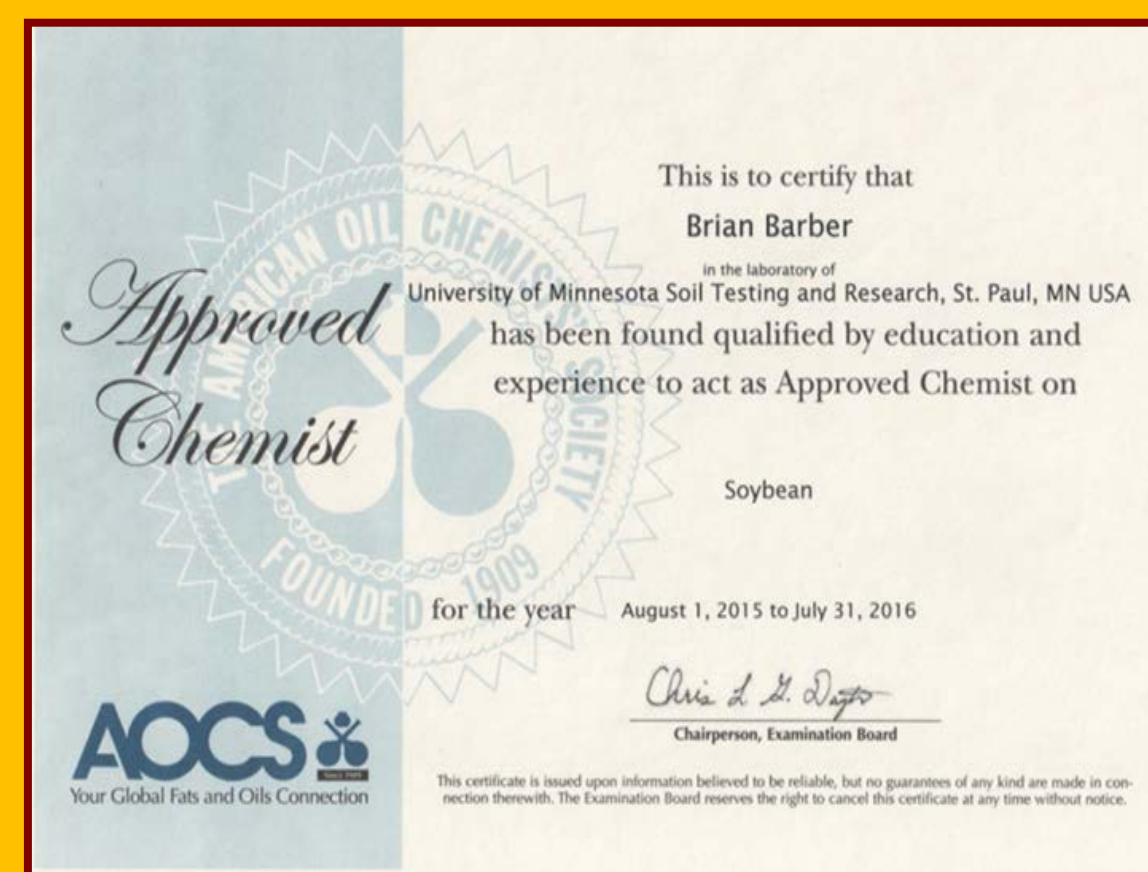 Approved
Chemist
THE AMERICAN OIL CHEMISTS' SOCIETY
FOUNDED 1909
This is to certify that
Brian Barber
in the laboratory of
University of Minnesota Soil Testing and Research, St. Paul, MN USA
has been found qualified by education and
experience to act as Approved Chemist on
Soybean
for the year August 1, 2015 to July 31, 2016
Chris L. G.
Chairperson, Examination Board
AOCS
Since 1909
Your Global Fats and Oils Connection
This certificate is issued upon information believed to be reliable, but no guarantees of any kind are made in con-
nection therewith. The Examination Board reserves the right to cancel this certificate at any time without notice.